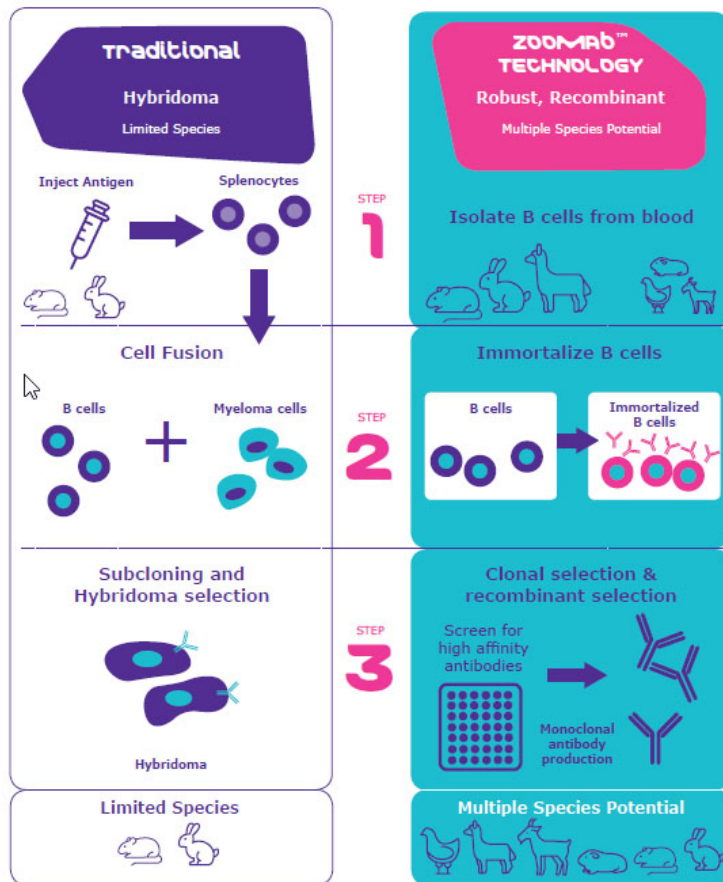 Traditional
Hybridoma
Limited Species
ZOOMAb™
TECHNOLOGY
Robust, Recombinant
Multiple Species Potential
Inject Antigen
Splenocytes
STEP
1
Isolate B cells from blood
Cell Fusion
B cells
+
Myeloma cells
STEP
2
Immortalize B cells
B cells
Immortalized
B cells
Subcloning and
Hybridoma selection
Hybridoma
STEP
3
Clonal selection &
recombinant selection
Screen for
high affinity
antibodies
Monoclonal
antibody
production
Limited Species
Multiple Species Potential